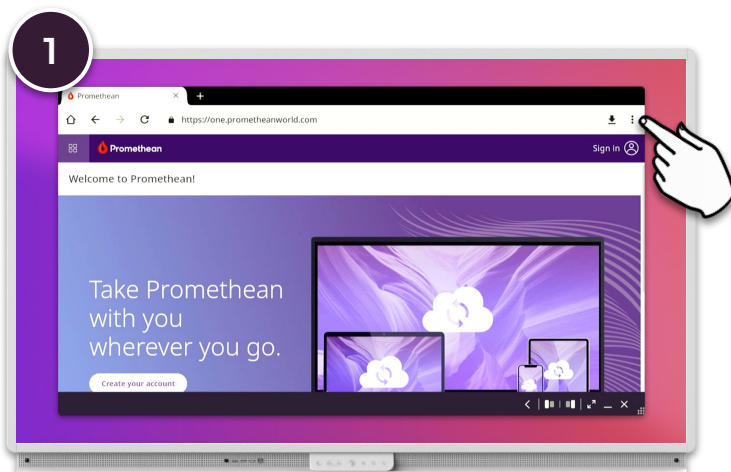 1
Promethean
https://one.prometheanworld.com
Promethean
Sign in
Welcome to Promethean!
Take Promethean
with you
wherever you go.
Create your account